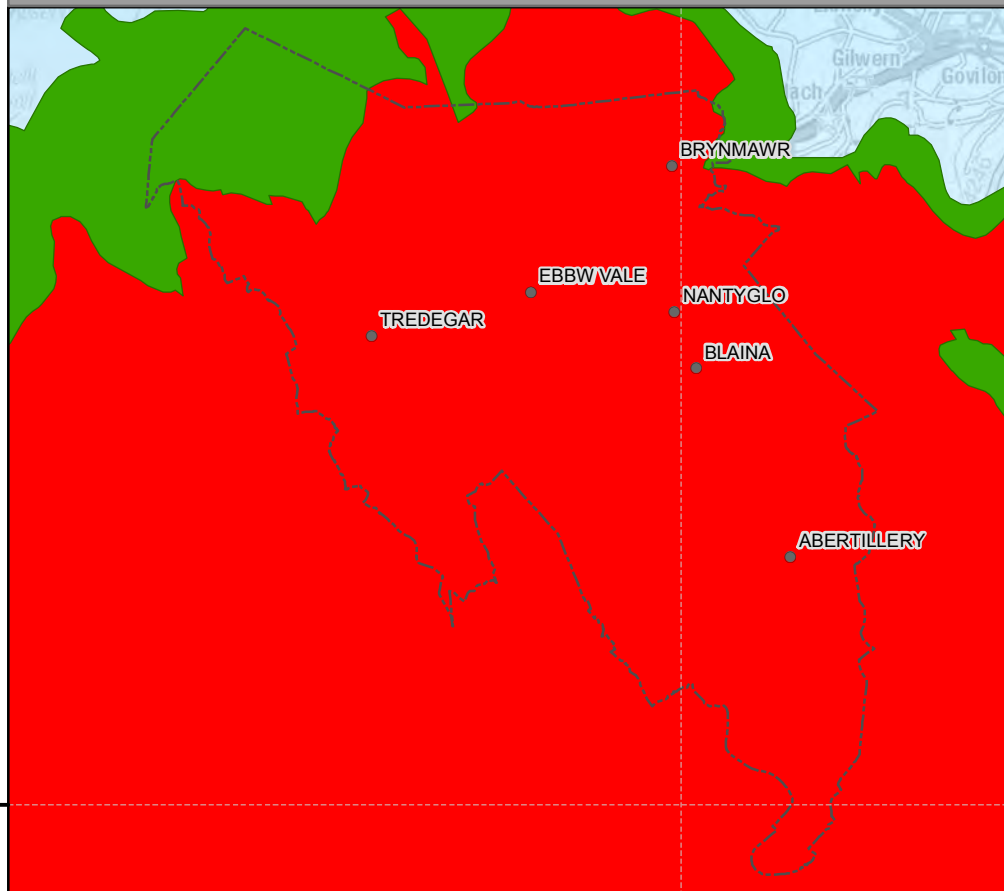 Gilwern
Govilon
BRYNMAWR
EBBW VALE
NANTYGLO
TREDEGAR
BLAINA
ABERTILLERY